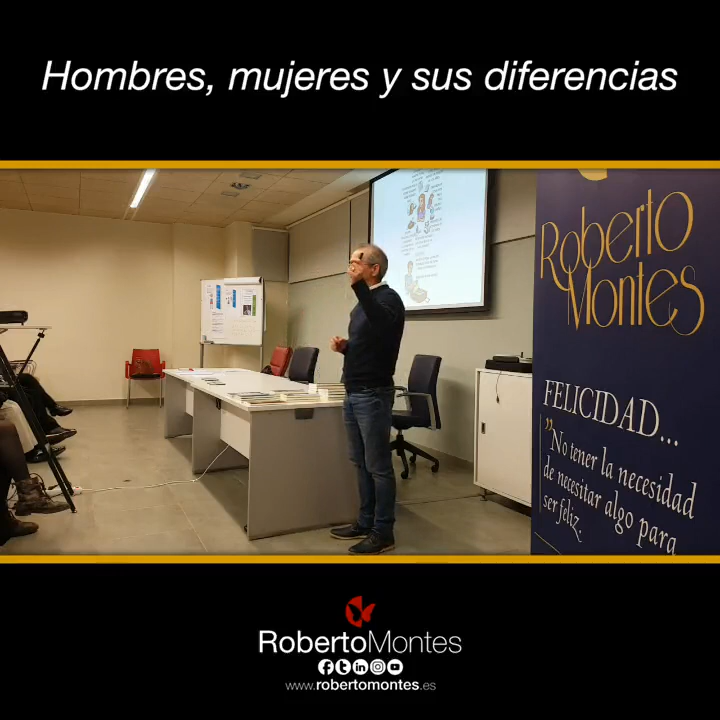 Hombres, mujeres y sus diferencias
Roberto
Montes
FELICIDAD...
"No tener la necesidad
de necesitar algo para
ser feliz.
RobertoMontes
www.robertomontes.es